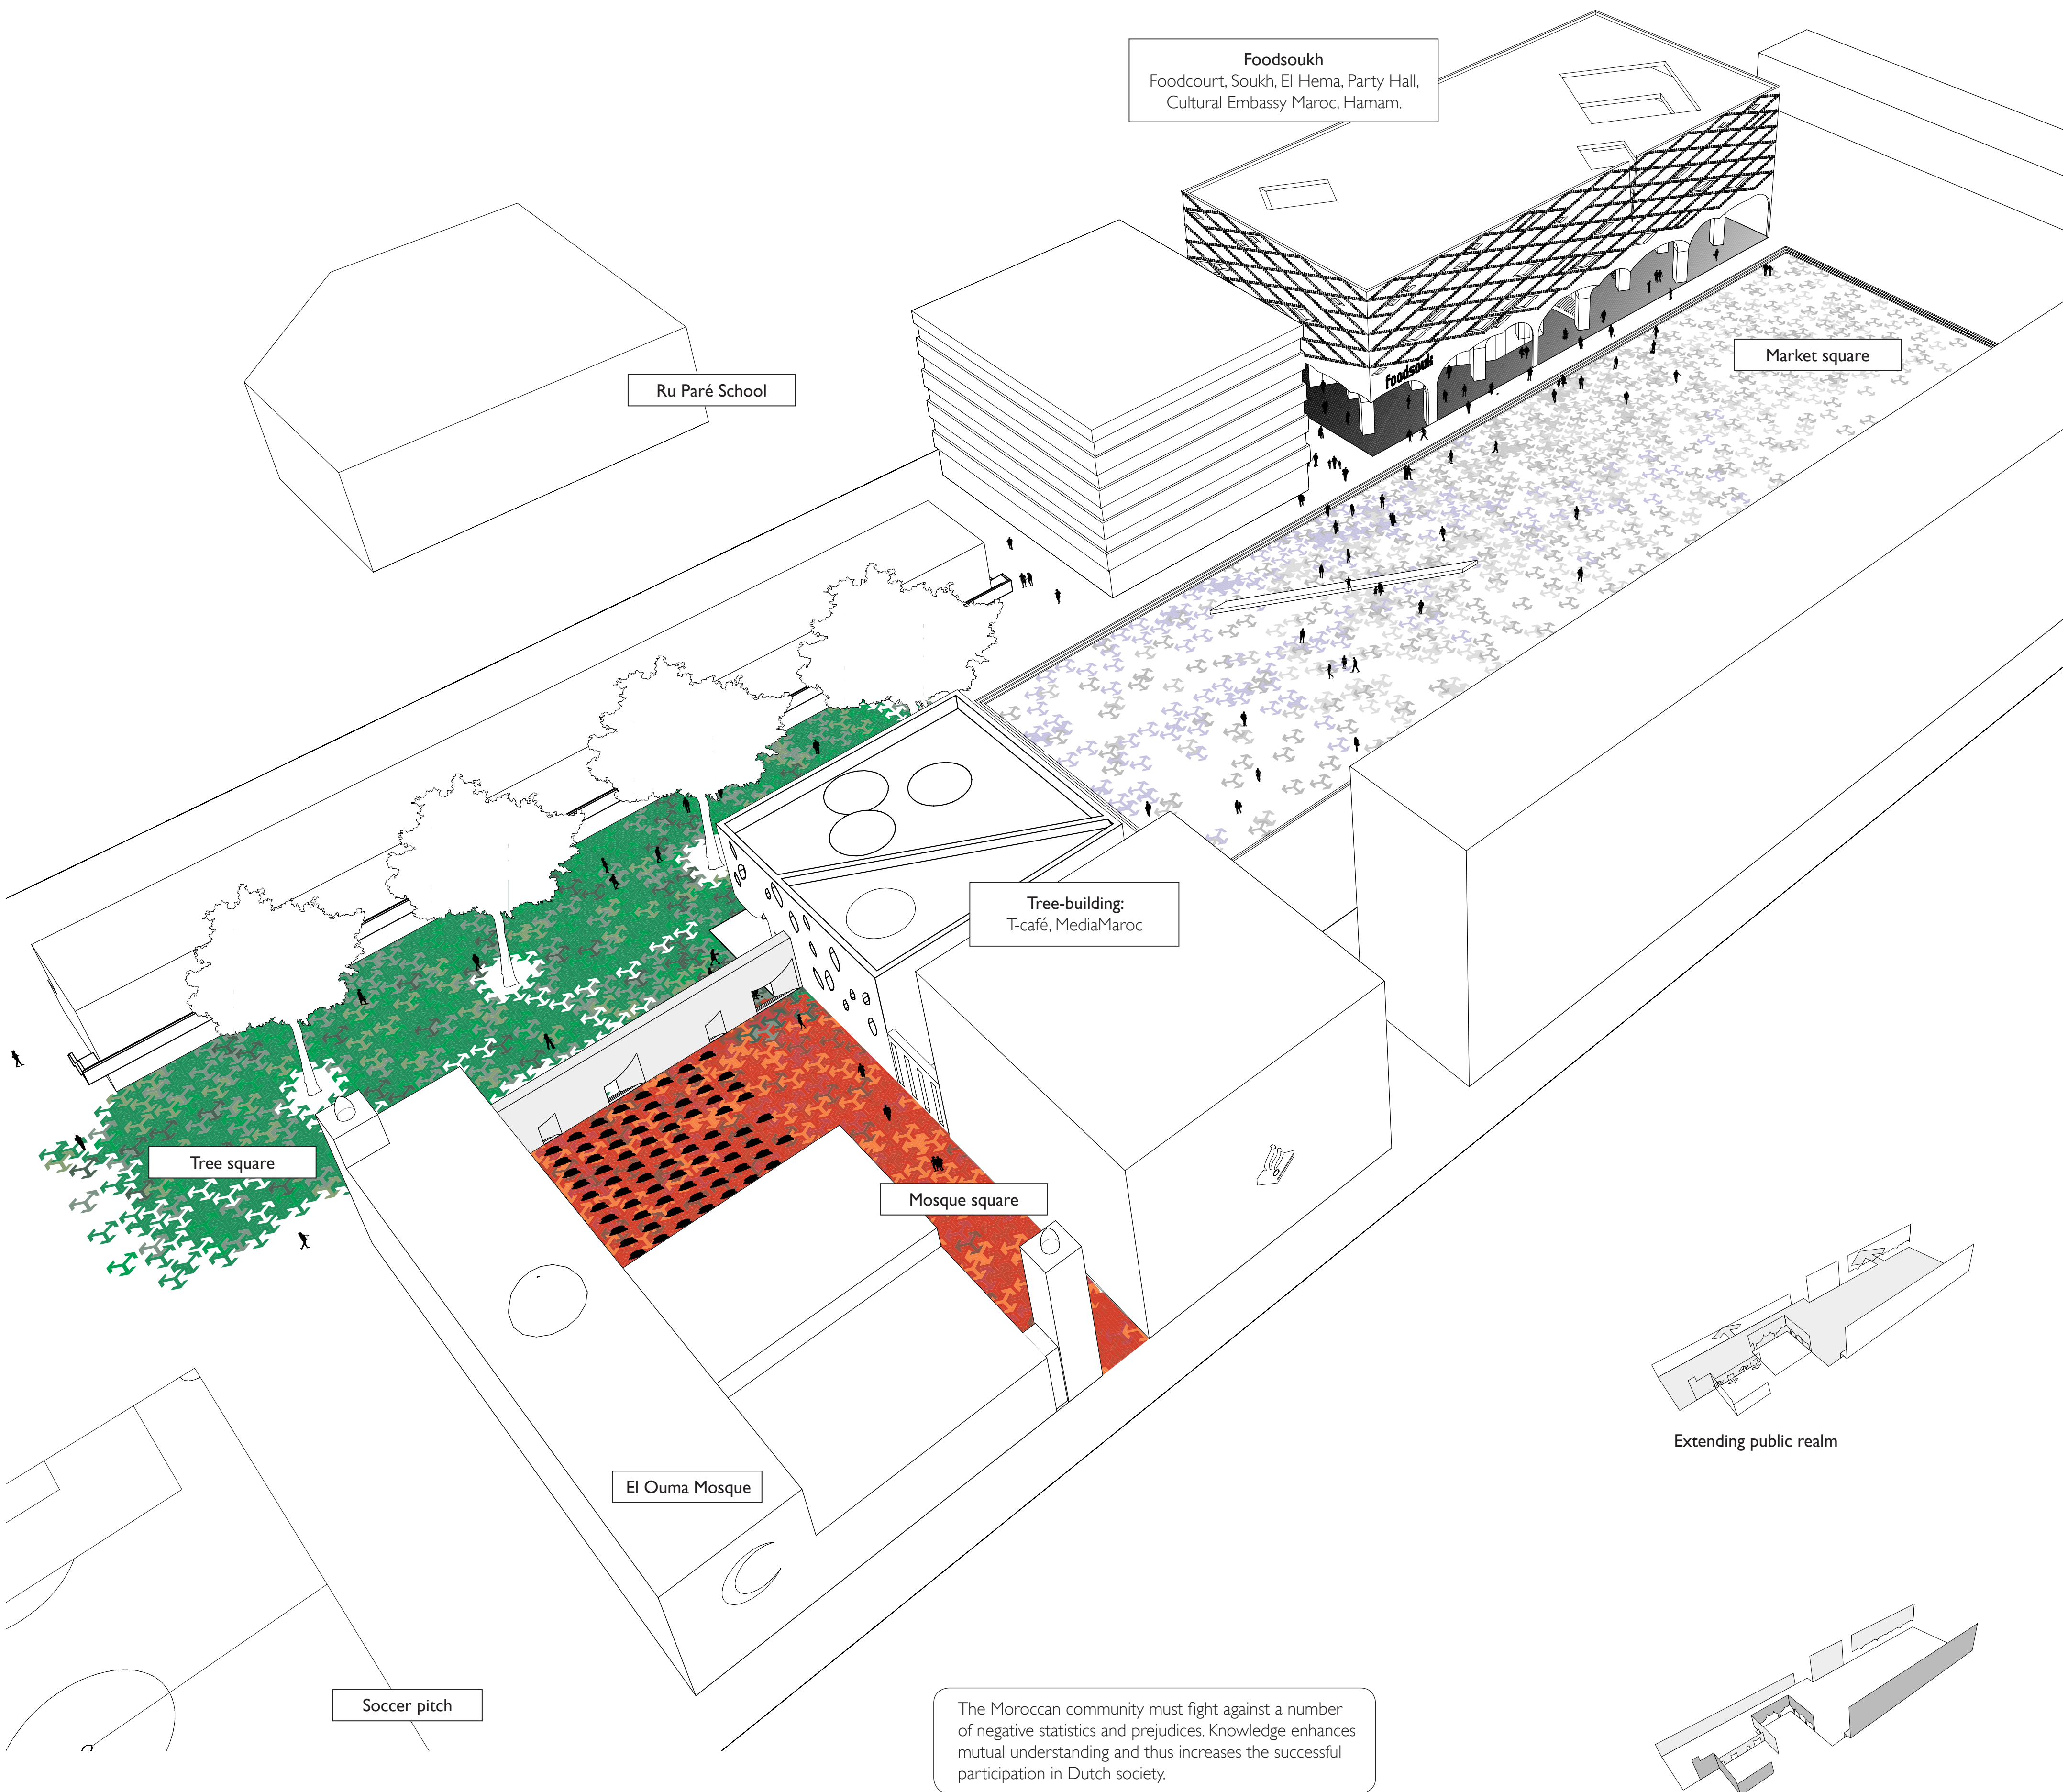 Foodsoukh
Foodcourt, Soukh, El Hema, Party Hall,
Cultural Embassy Maroc, Hamam.
Ru Paré School
Market square
foodsouk
Tree-building:
T-café, MediaMaroc
Tree square
Mosque square
Extending public realm
El Ouma Mosque
Soccer pitch
The Moroccan community must fight against a number
of negative statistics and prejudices. Knowledge enhances
mutual understanding and thus increases the successful
participation in Dutch society.